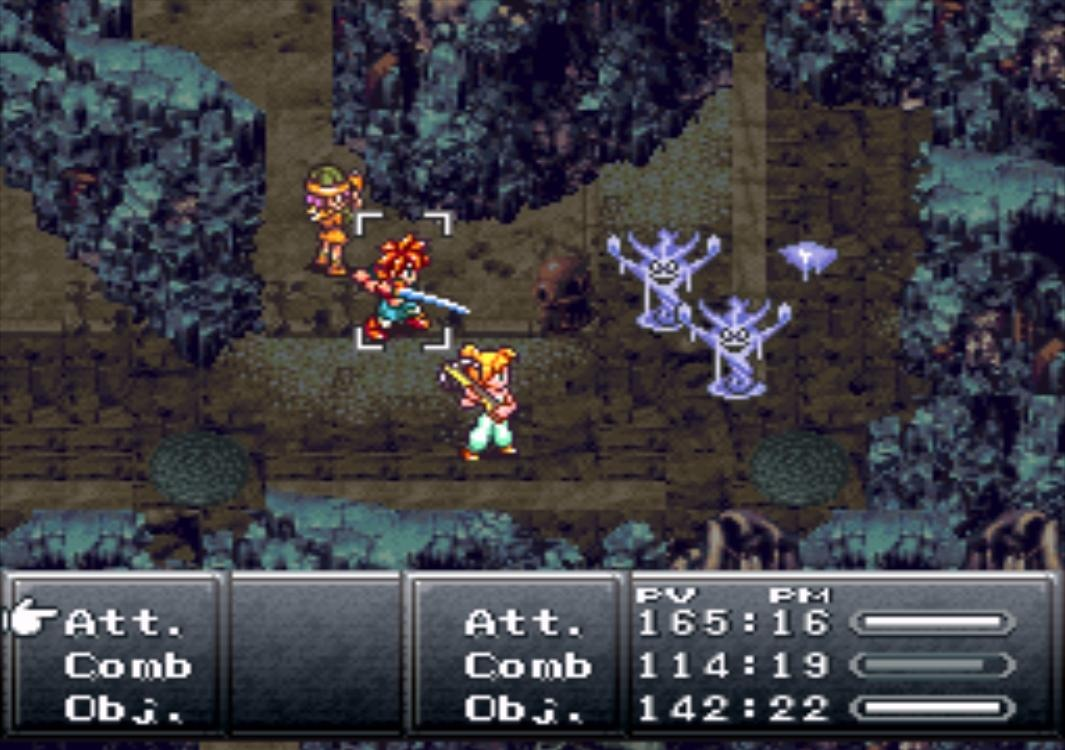 PV PM
Att. Att. 165:16
Comb Comb 114:19
Obj. Obj. 142:22